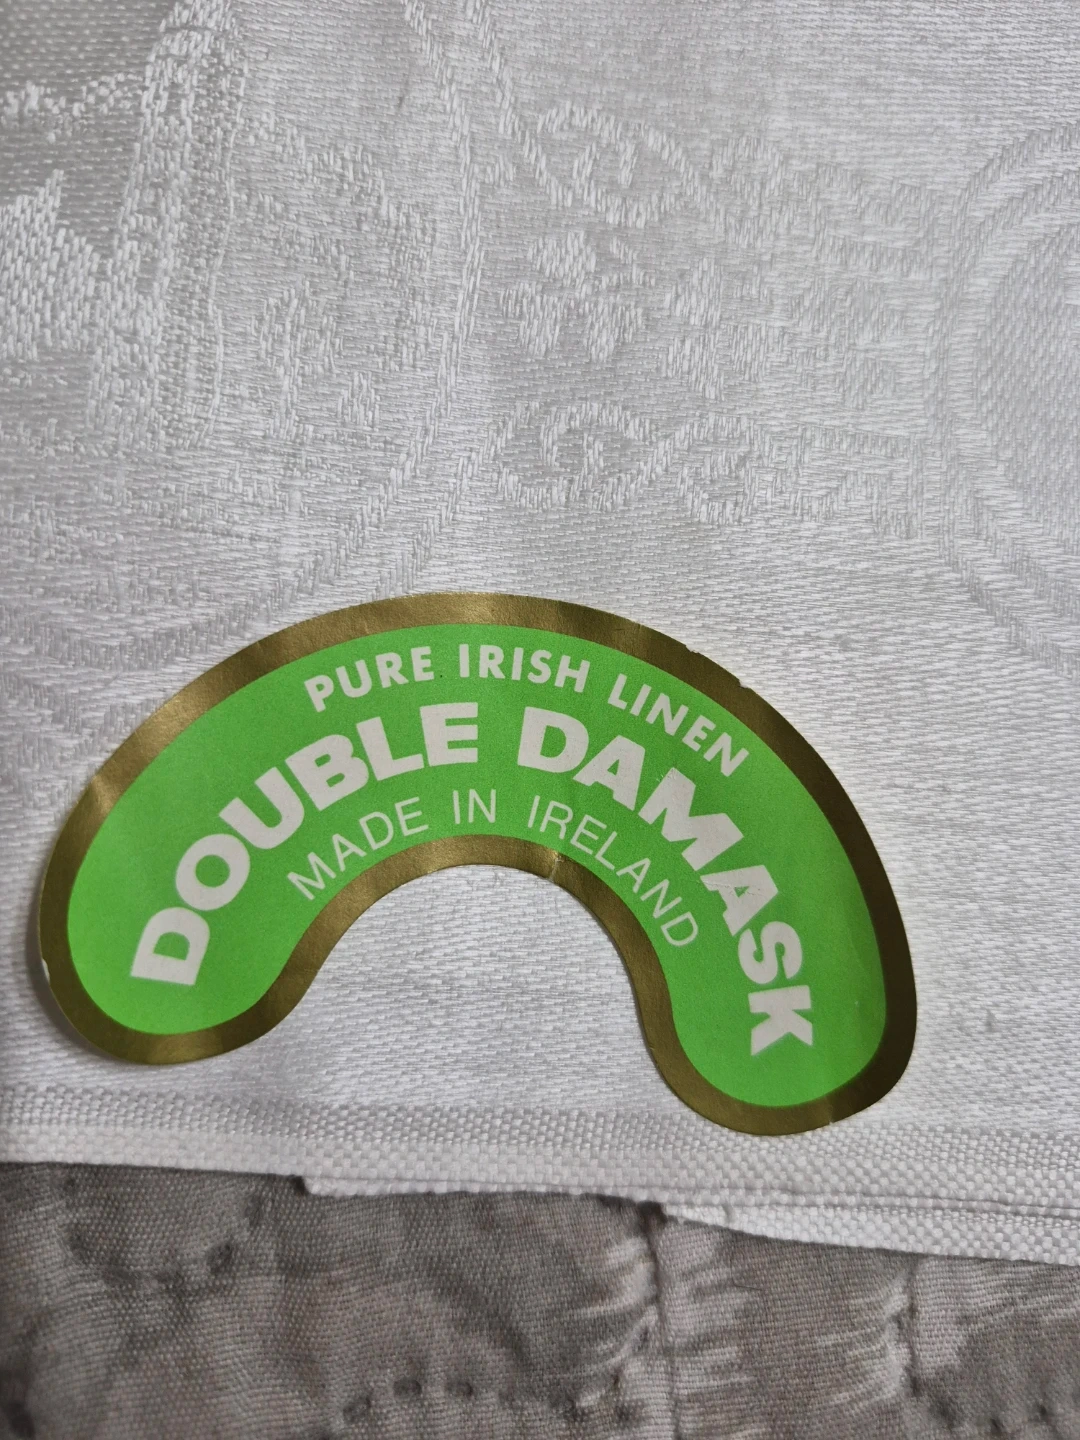 PURE IRISH LINEN
DOUBLE DAMASK
MADE IN IRELAND